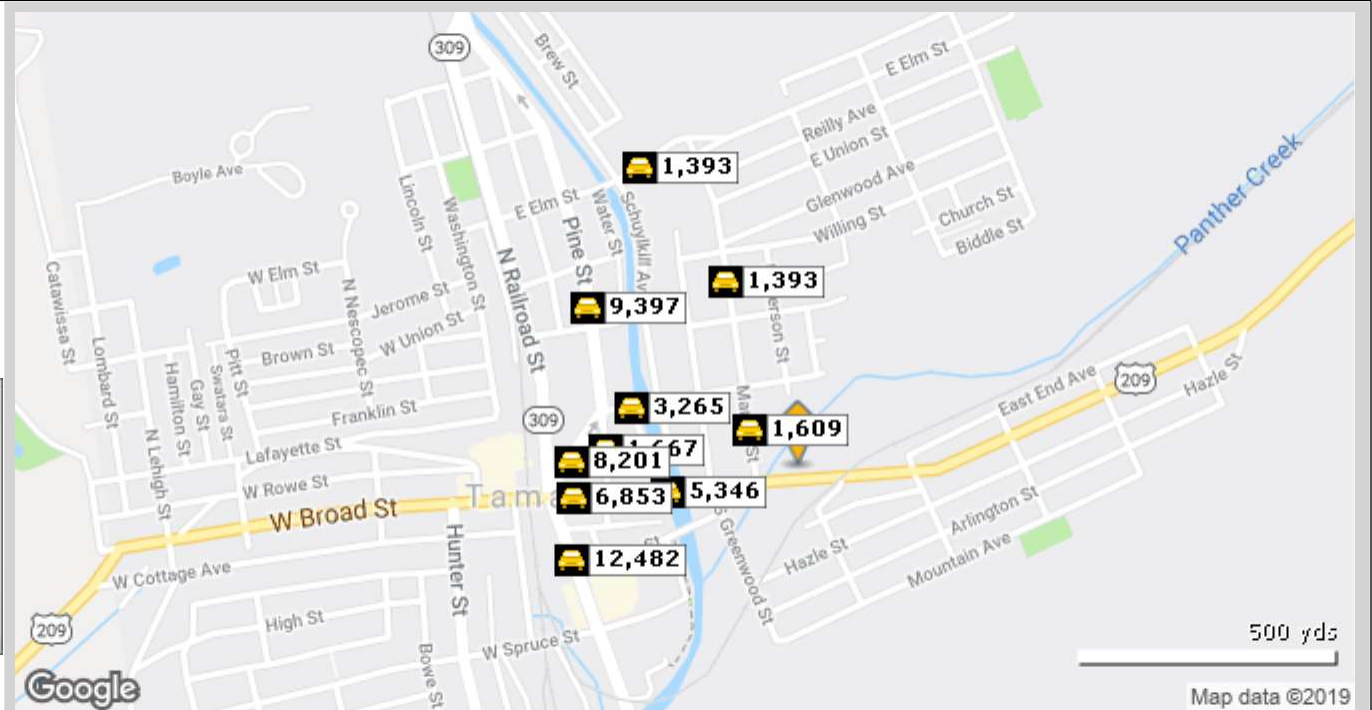 309
Brew St
E Elm St
Reilly Ave
E Union St
Glenwood Ave
Willing St
Church St
Biddle St
Panther Creek
1,393
Boyle Ave
Lincoln St
Washington St
E Elm St
Water St
Pine St
N Railroad St
1,393
Catawissa St
W Elm St
N Nescopec St
Jerome St
W Union St
9,397
Brown St
Lombard St
Pitt St
Swatara St
Gay St
Hamilton St
N Lehigh St
Franklin St
309
3,265
1,609
East End Ave
209
Hazle St
Lafayette St
8,201
W Rowe St
6,853
5,346
W Broad St
Hunter St
S Greenwood St
Arlington St
Hazle St
Mountain Ave
12,482
W Cottage Ave
209
High St
W Spruce St
Bowe St
500 yds
Google
Map data ©2019